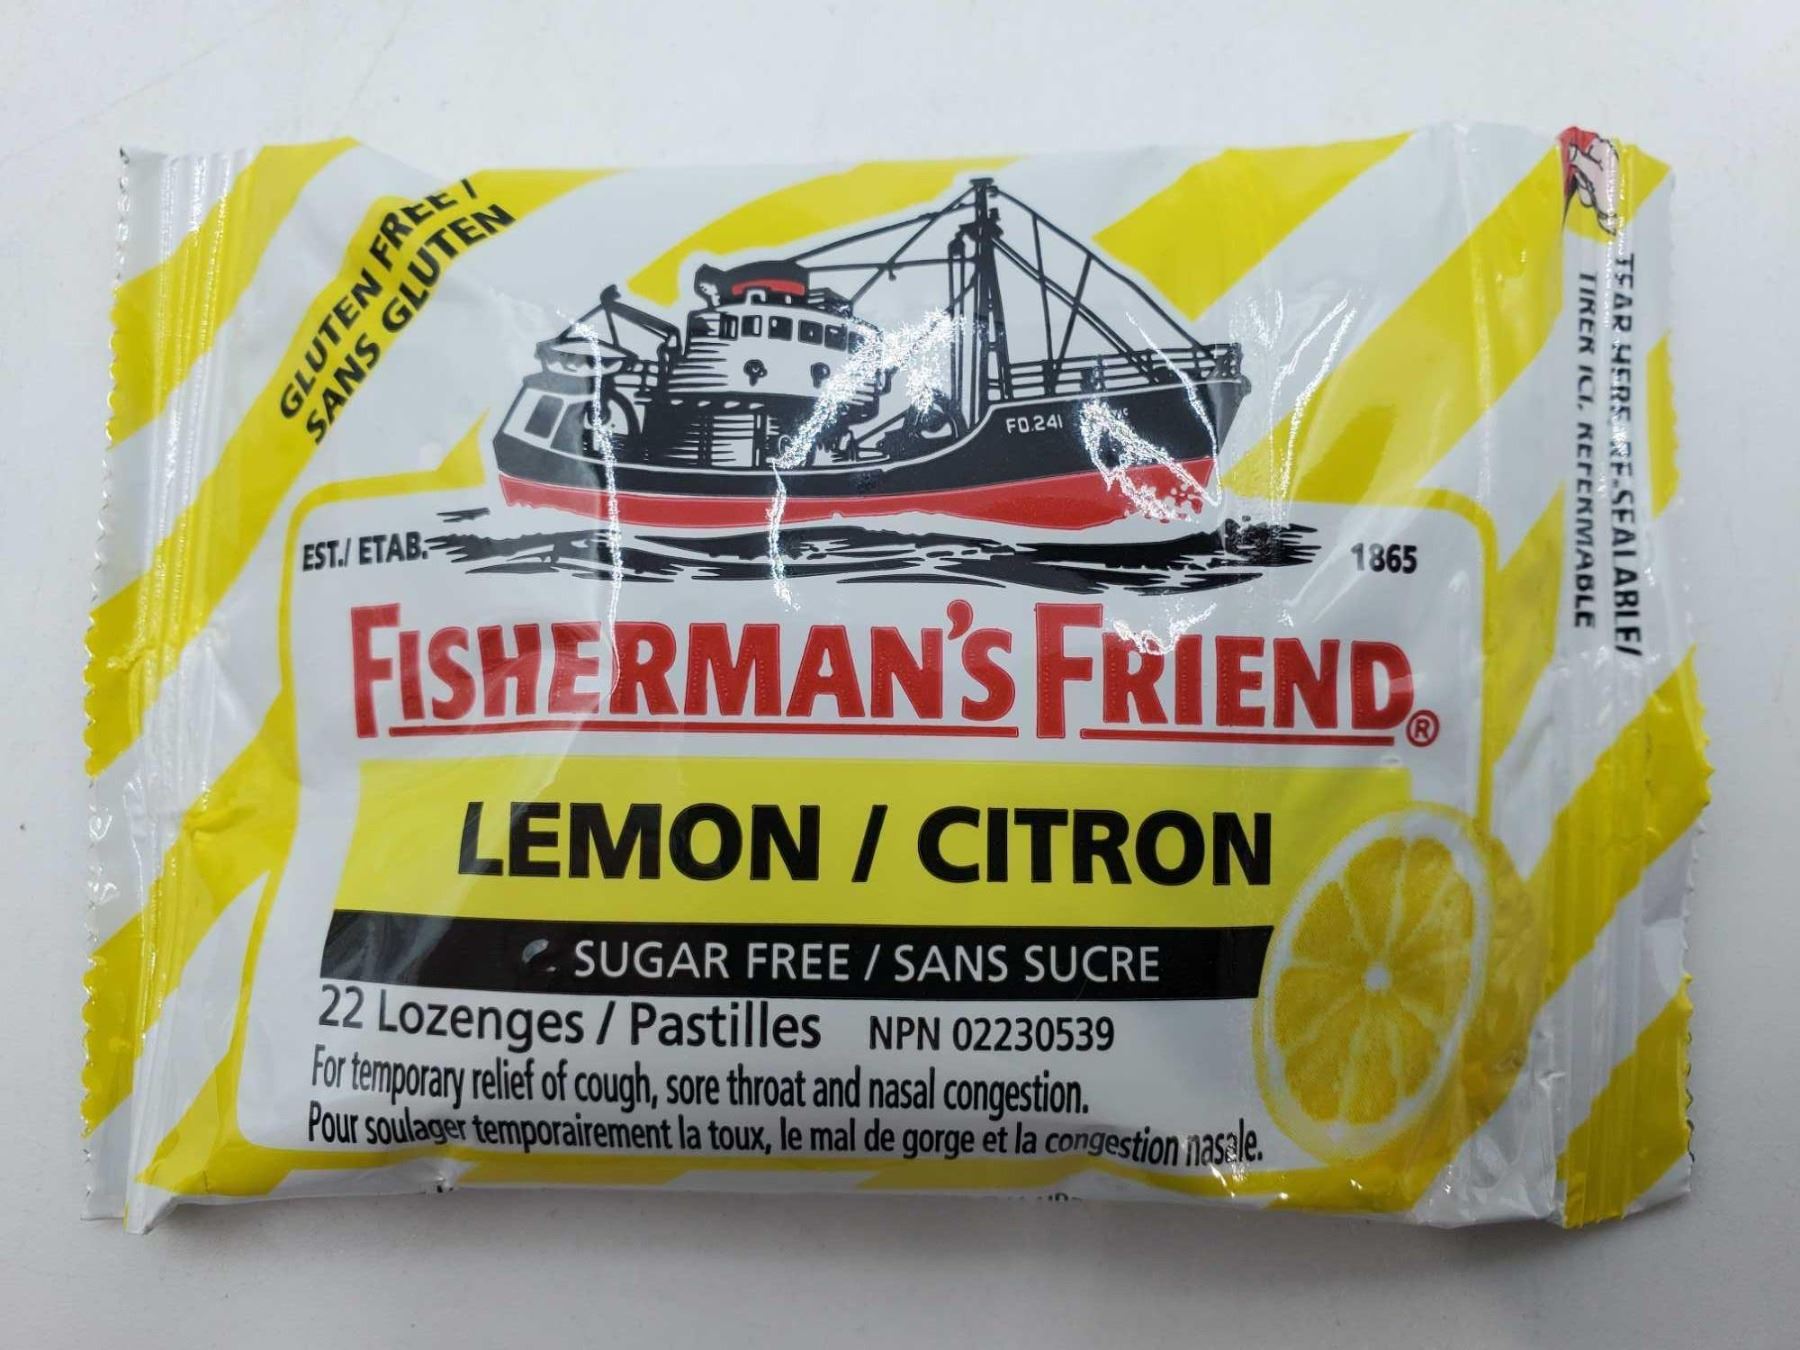 GLUTEN FREE /
SANS GLUTEN
FD.241
EST./ ETAB.
1865
FISHERMAN'S FRIEND®
LEMON / CITRON
SUGAR FREE / SANS SUCRE
22 Lozenges / Pastilles NPN 02230539
For temporary relief of cough, sore throat and nasal congestion.
Pour soulager temporairement la toux, le mal de gorge et la congestion nasale.
TEAR HERE, RE-SEALABLE/
TIRER ICI, REFERMABLE